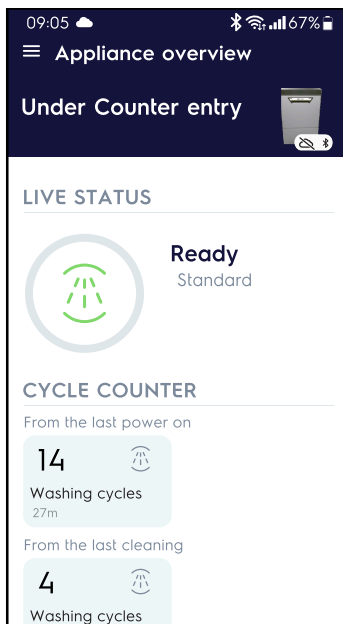 09:05 67%
Appliance overview
Under Counter entry
LIVE STATUS
Ready
Standard
CYCLE COUNTER
From the last power on
14
Washing cycles
27m
From the last cleaning
4
Washing cycles